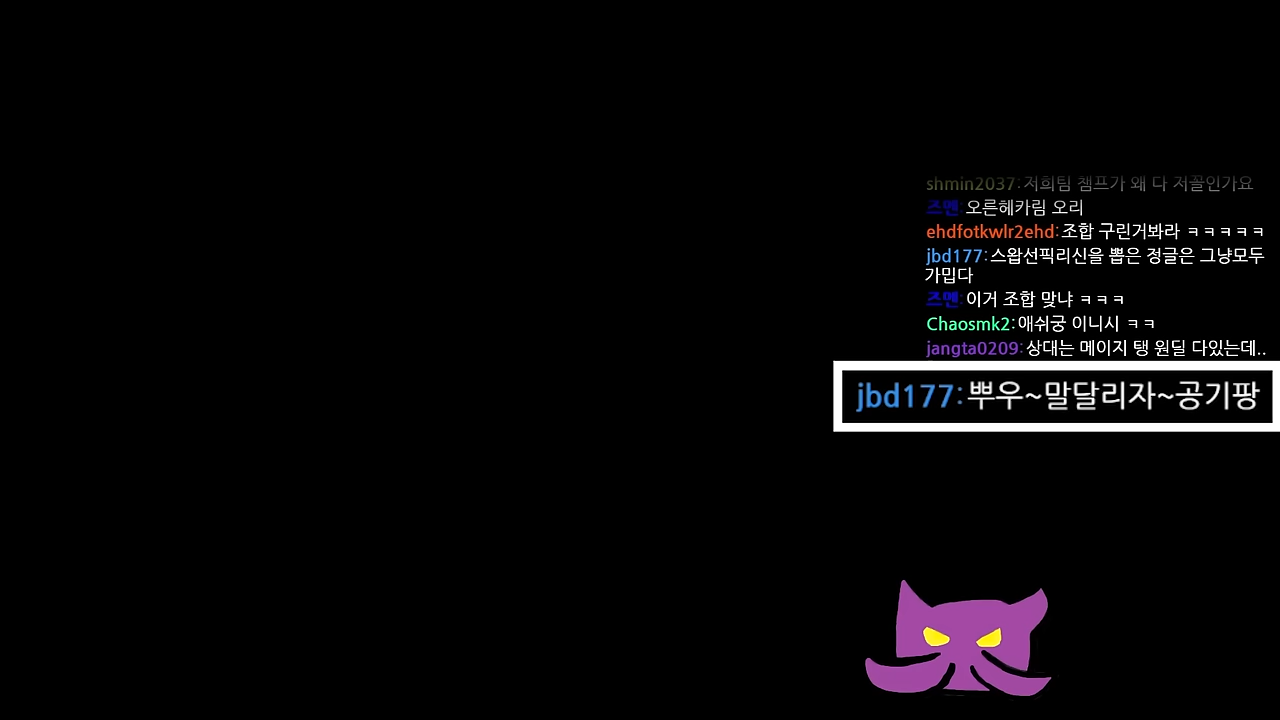 shmin2037: 저희팀 챔프가 왜 다 저꼴인가요
즈멘: 오른헤카림 오리
ehdfotkwlr2ehd: 조합 구린거봐라 ㅋㅋㅋㅋㅋ
jbd177: 스왑선픽리신을 뽑은 정글은 그냥모두
가밉다
즈멘: 이거 조합 맞냐 ㅋㅋㅋ
Chaosmk2: 애쉬궁 이니시 ㅋㅋ
jangta0209: 상대는 메이지 탱 원딜 다있는데..
jbd177: 뿌우~말달리자~공기팡